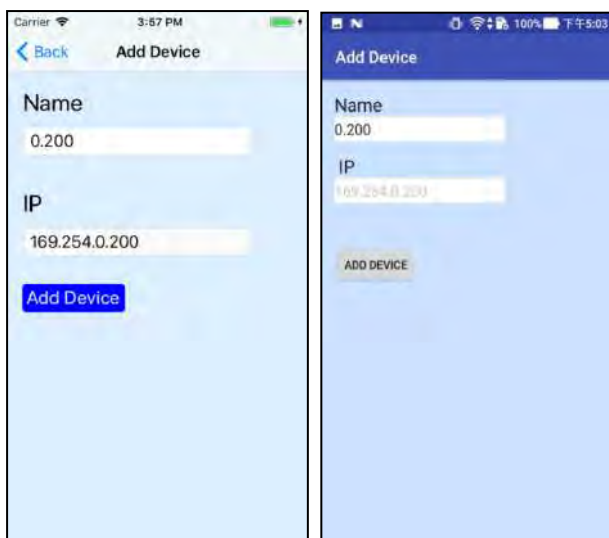 Carrier 3:57 PM
Back Add Device
Name
0.200
IP
169.254.0.200
Add Device
100% 下午5:03
Add Device
Name
0.200
IP
169.254.0.200
ADD DEVICE